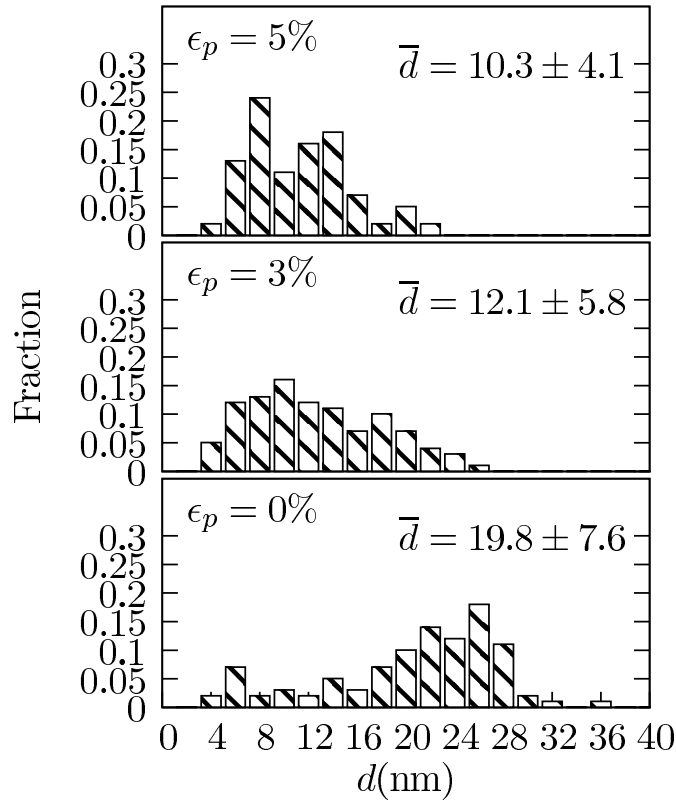 ϵp = 5%
d̅ = 10.3 ± 4.1
0.3
0.25
0.2
0.15
0.1
0.05
0
ϵp = 3%
d̅ = 12.1 ± 5.8
0.3
0.25
0.2
0.15
0.1
0.05
0
Fraction
ϵp = 0%
d̅ = 19.8 ± 7.6
0.3
0.25
0.2
0.15
0.1
0.05
0
0 4 8 12 16 20 24 28 32 36 40
d(nm)